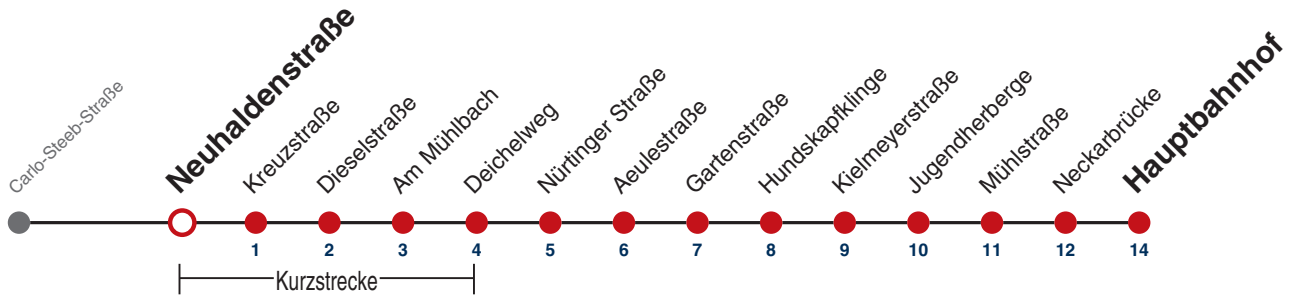 Carlo-Steeb-Straße
Neuhaldenstraße
Kreuzstraße
Dieselstraße
Am Mühlbach
Deichelweg
Nürtinger Straße
Aeulestraße
Gartenstraße
Hundskapfklinge
Kielmeyerstraße
Jugendherberge
Mühlstraße
Neckarbrücke
Hauptbahnhof
1 2 3 4 5 6 7 8 9 10 11 12 14
Kurzstrecke